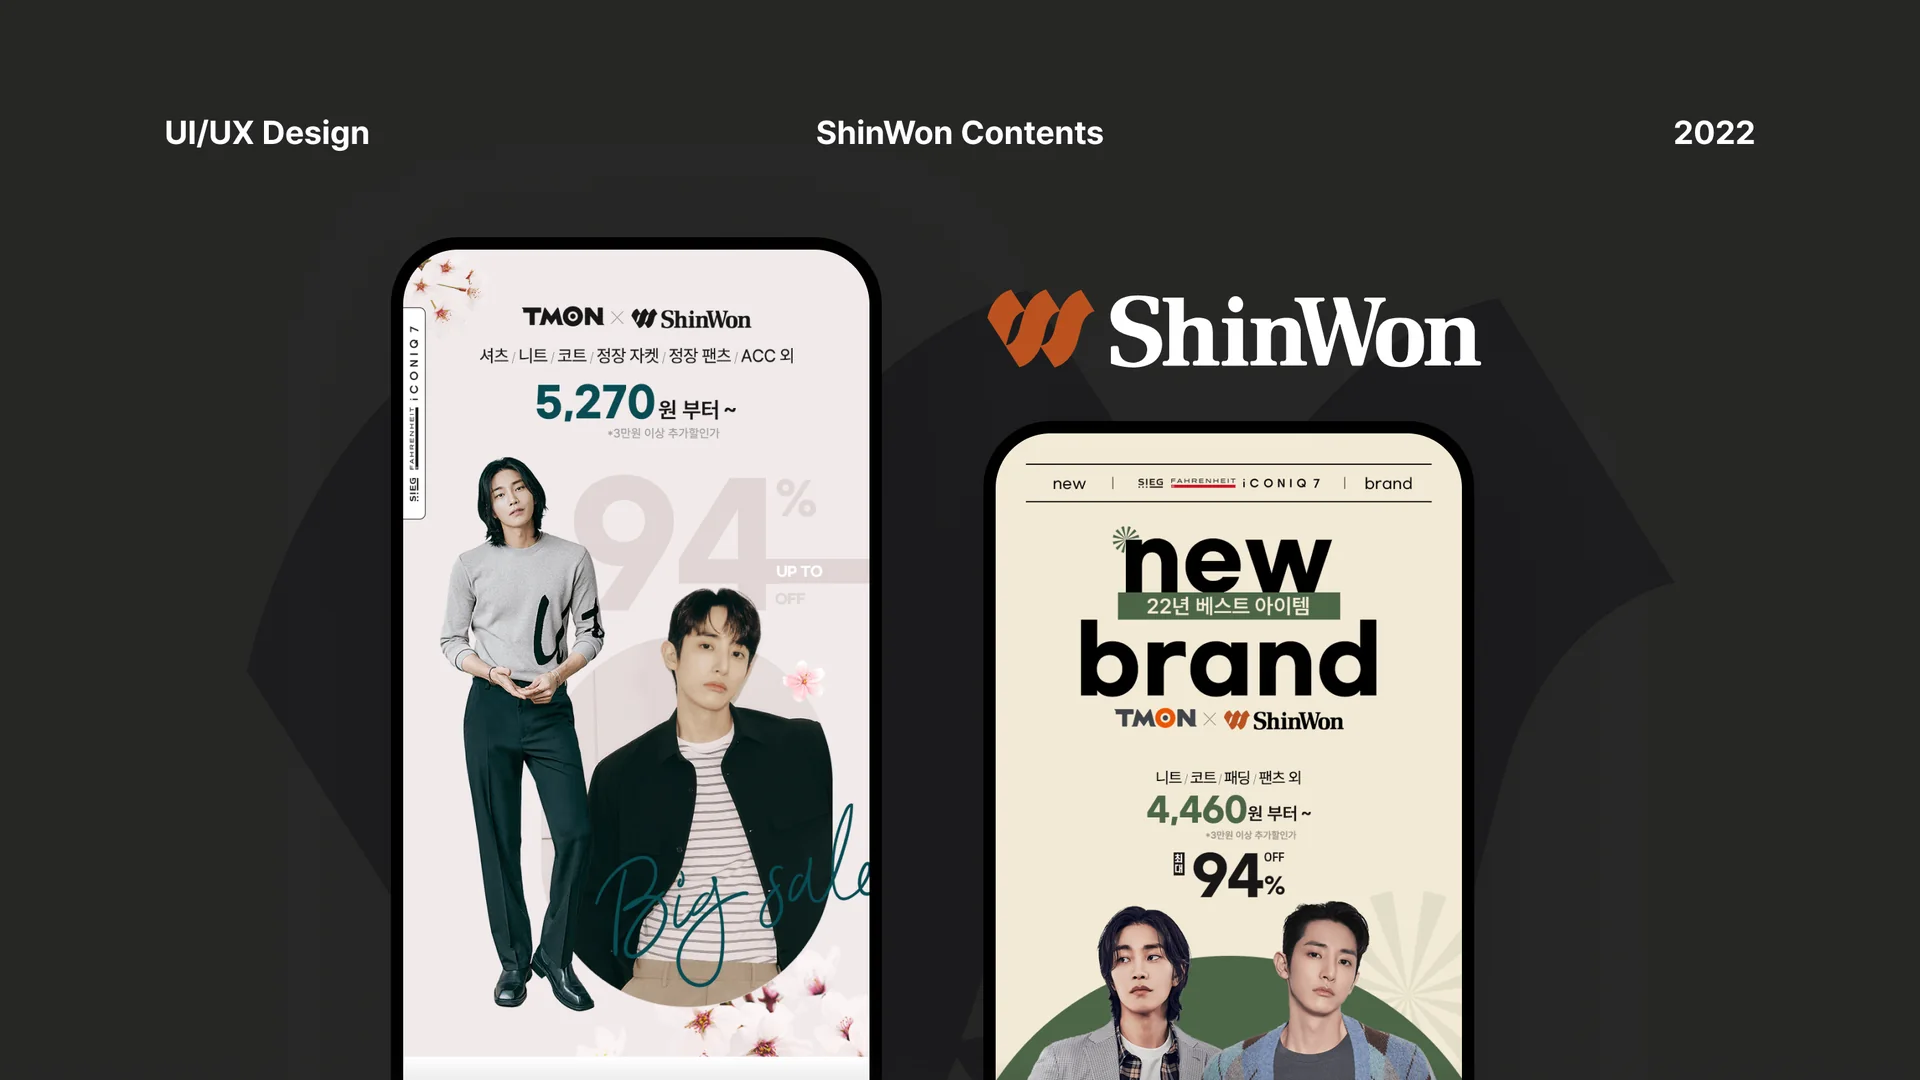 UI/UX Design
ShinWon Contents
2022
TMON × ShinWon
셔츠 / 니트 / 코트 / 정장 자켓 / 정장 팬츠 / ACC 외
5,270원 부터 ~
*3만원 이상 추가할인가
SIEG FAHRENHEIT iCONIQ 7
94%
UP TO
OFF
Big sale
ShinWon
new | SIEG FAHRENHEIT iCONIQ 7 | brand
new
22년 베스트 아이템
brand
TMON × ShinWon
니트 / 코트 / 패딩 / 팬츠 외
4,460원 부터 ~
*3만원 이상 추가할인가
최대 94% OFF